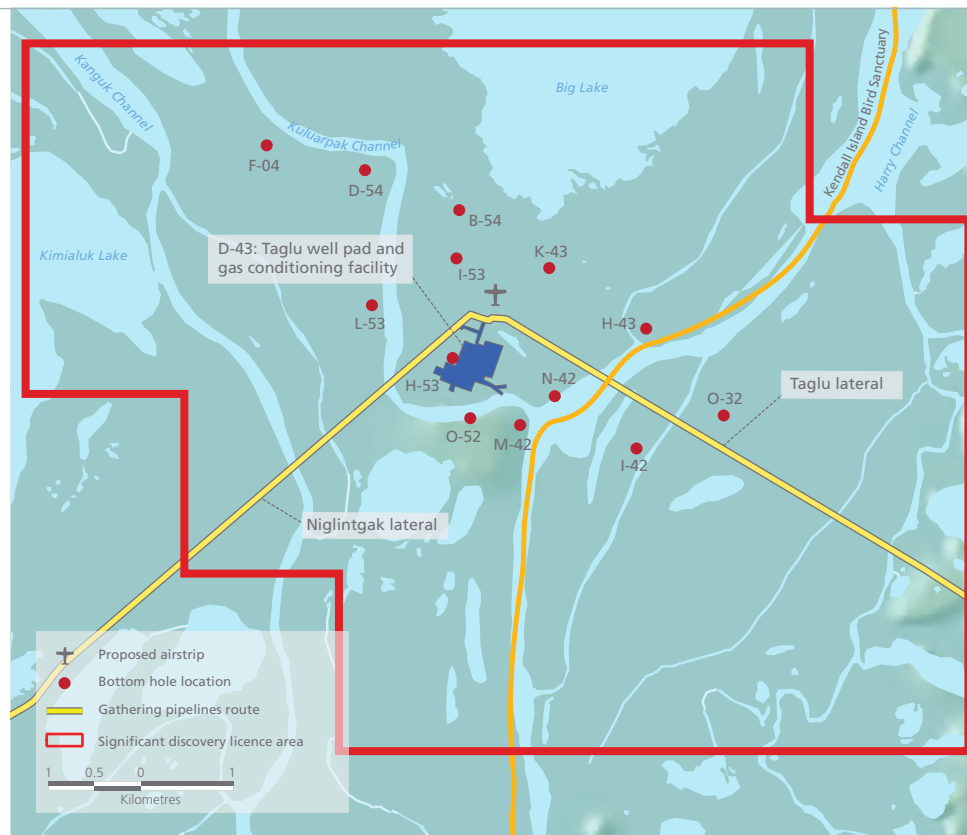 Kanguk Channel
Big Lake
Kendall Island Bird Sanctuary
Harry Channel
Kuluarpak Channel
F-04
D-54
B-54
Kimialuk Lake
D-43: Taglu well pad and
gas conditioning facility
K-43
I-53
L-53
H-43
H-53
N-42
Taglu lateral
O-32
O-52
M-42
I-42
Niglintgak lateral
Proposed airstrip
Bottom hole location
Gathering pipelines route
Significant discovery licence area
1 0.5 0 1
Kilometres